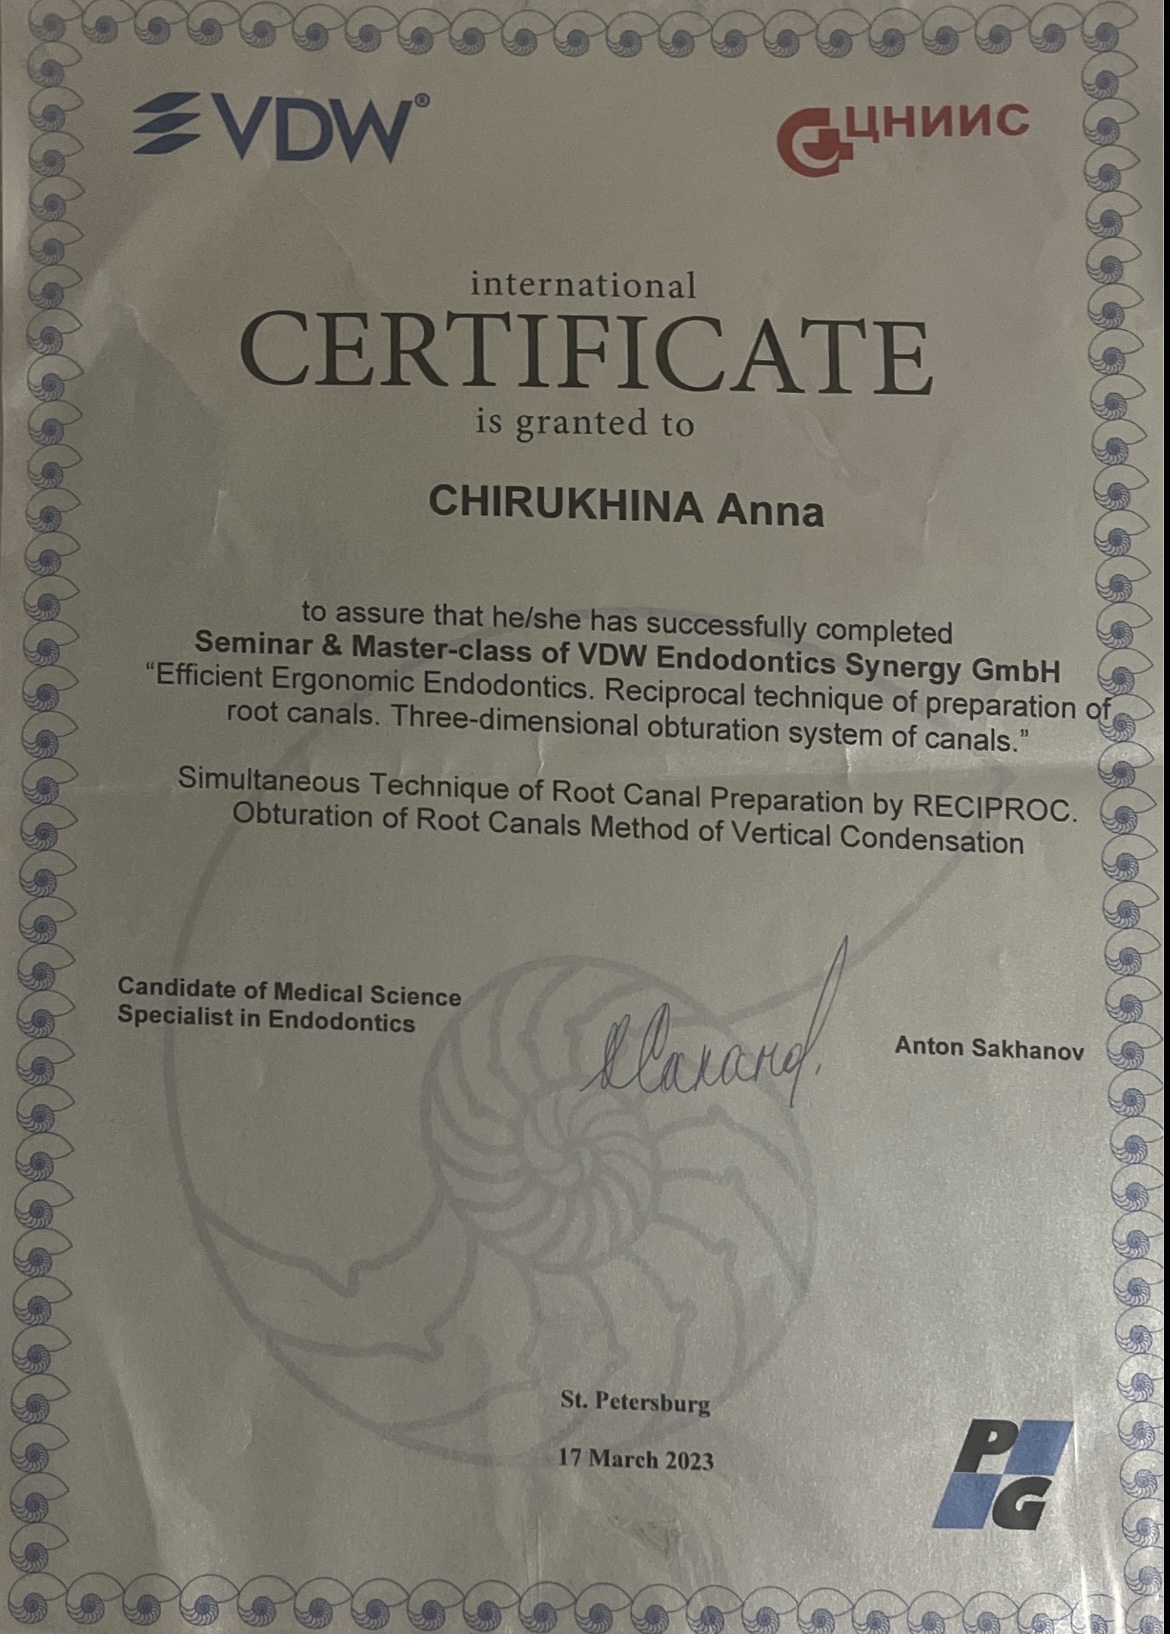 VDW®
ЦНИИС
international
CERTIFICATE
is granted to
CHIRUKHINA Anna
to assure that he/she has successfully completed
Seminar & Master-class of VDW Endodontics Synergy GmbH
“Efficient Ergonomic Endodontics. Reciprocal technique of preparation of
root canals. Three-dimensional obturation system of canals.”
Simultaneous Technique of Root Canal Preparation by RECIPROC.
Obturation of Root Canals Method of Vertical Condensation
Candidate of Medical Science
Specialist in Endodontics
Anton Sakhanov
St. Petersburg
17 March 2023
P
G